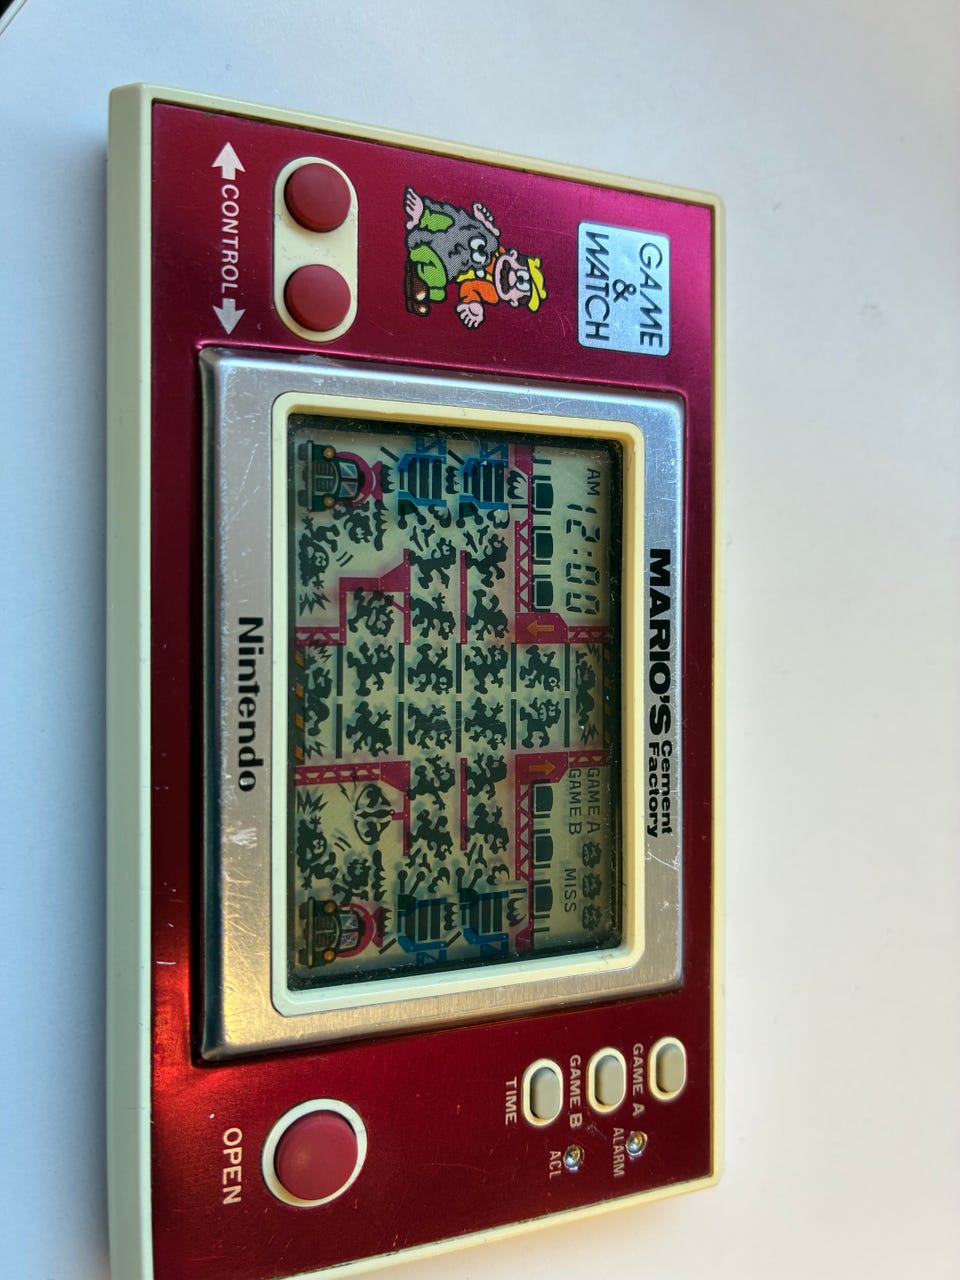 GAME
&
WATCH
MARIO'S Cement
Factory
CONTROL
AM 12:00
GAME A
GAME B
MISS
Nintendo
GAME A
ALARM
GAME B
ACL
TIME
OPEN